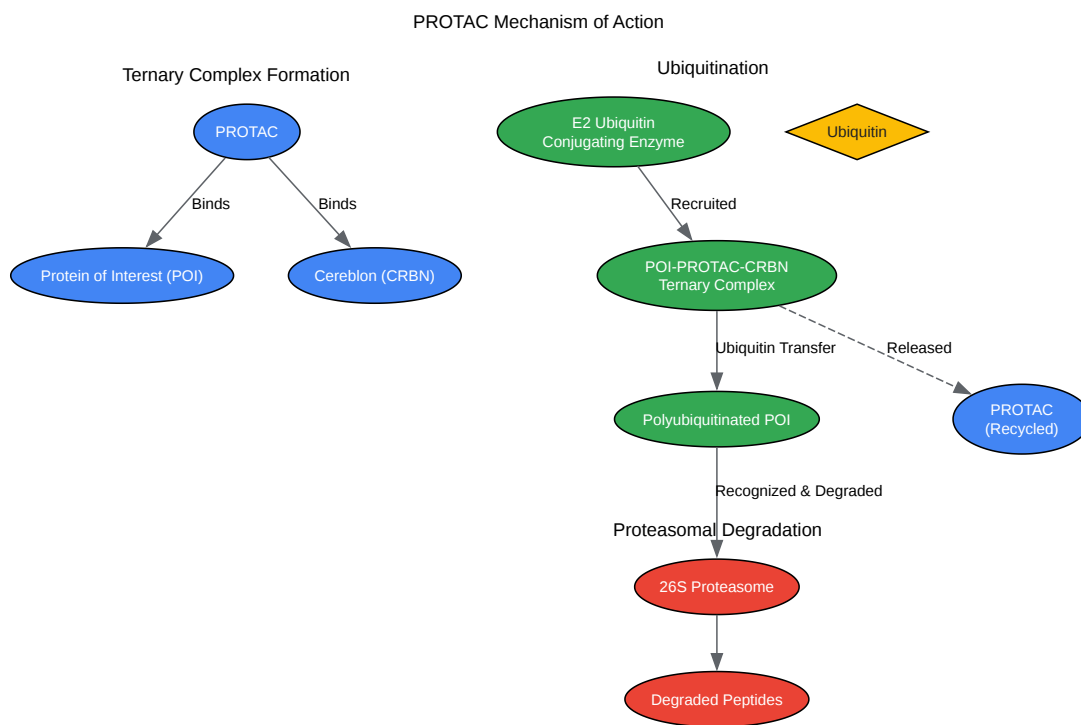 PROTAC Mechanism of Action
Ternary Complex Formation
PROTAC
Binds
Binds
Protein of Interest (POI)
Cereblon (CRBN)
Ubiquitination
E2 Ubiquitin
Conjugating Enzyme
Ubiquitin
Recruited
POI-PROTAC-CRBN
Ternary Complex
Ubiquitin Transfer
Released
Polyubiquitinated POI
PROTAC
(Recycled)
Recognized & Degraded
Proteasomal Degradation
26S Proteasome
Degraded Peptides